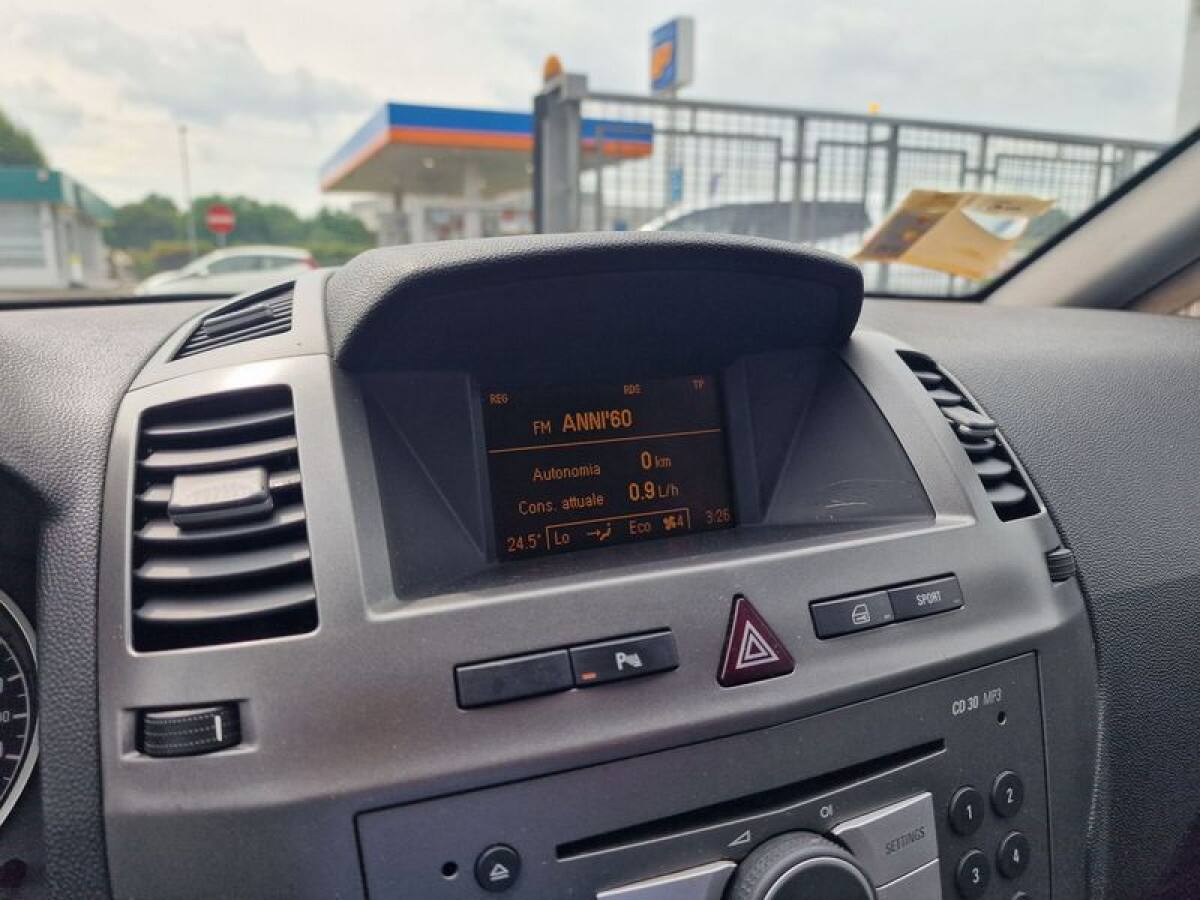 REG RDS TP
FM ANNI'60
Autonomia 0 km
Cons. attuale 0.9 L/h
24.5° Lo Eco 4 3:26
SPORT
CD 30 MP3
SETTINGS
1 2
3 4